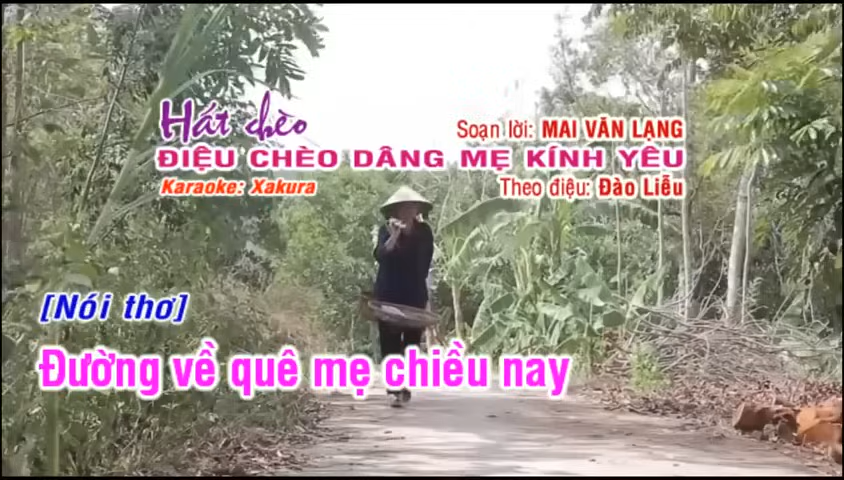 Hát chèo
Soạn lời: MAI VĂN LẠNG
ĐIỆU CHÈO DÂNG MẸ KÍNH YÊU
Karaoke: Xakura
Theo điệu: Đào Liễu
[Nói thơ]
Đường về quê mẹ chiều nay